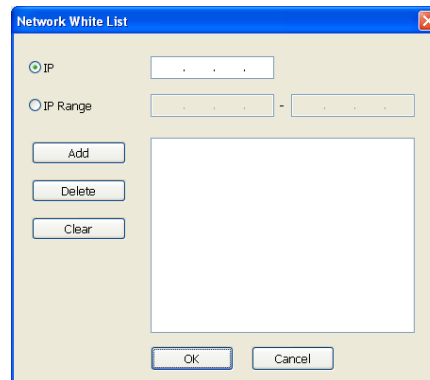 Network White List
IP
. . .
IP Range
. . . - . . .
Add
Delete
Clear
OK
Cancel